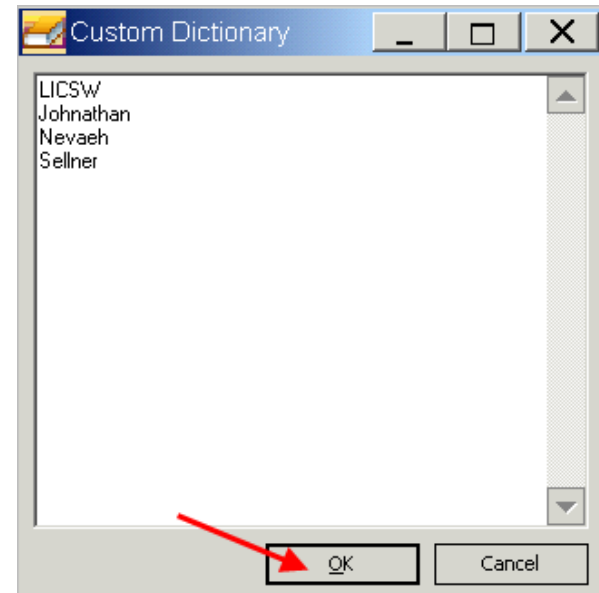 Custom Dictionary
LICSW
Johnathan
Nevaeh
Sellner
OK
Cancel